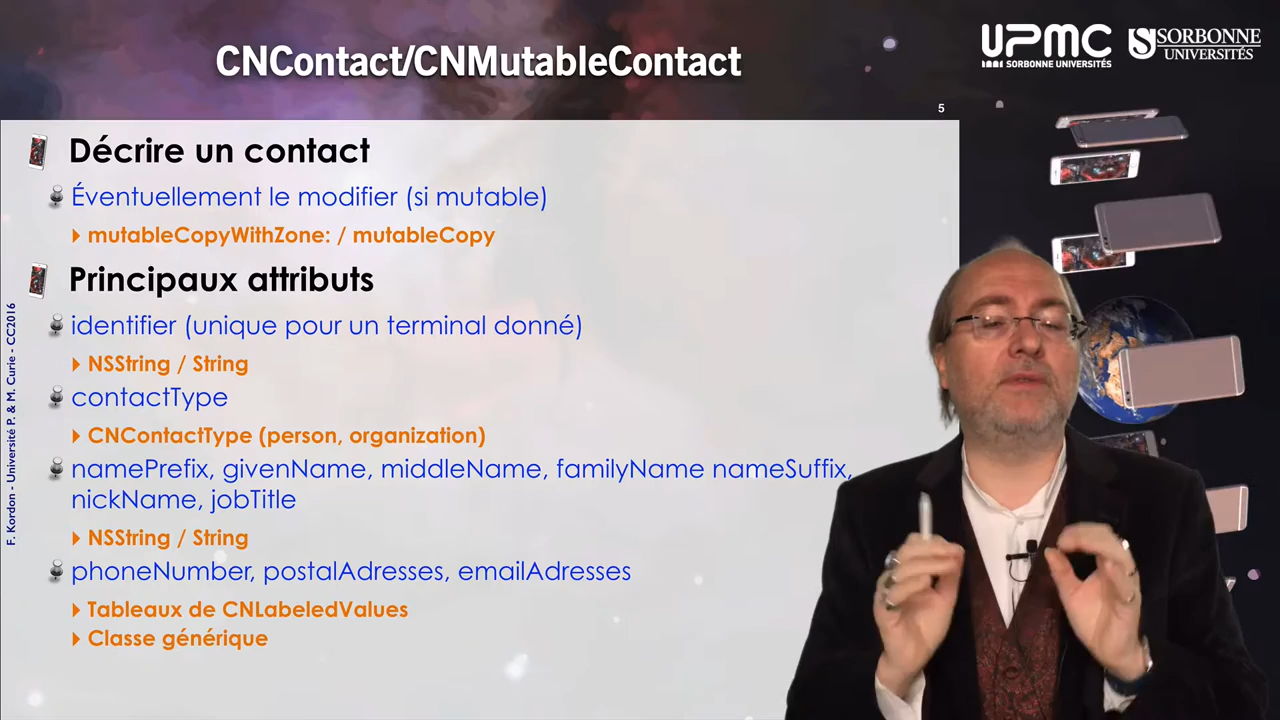 CNContact/CNMutableContact
UPMC
SORBONNE UNIVERSITÉS
SORBONNE
UNIVERSITÉS
5
Décrire un contact
Éventuellement le modifier (si mutable)
mutableCopyWithZone: / mutableCopy
Principaux attributs
identifier (unique pour un terminal donné)
NSString / String
contactType
CNContactType (person, organization)
namePrefix, givenName, middleName, familyName nameSuffix,
nickName, jobTitle
NSString / String
phoneNumber, postalAdresses, emailAdresses
Tableaux de CNLabeledValues
Classe générique
F. Kordon - Université P. & M. Curie - CC2016